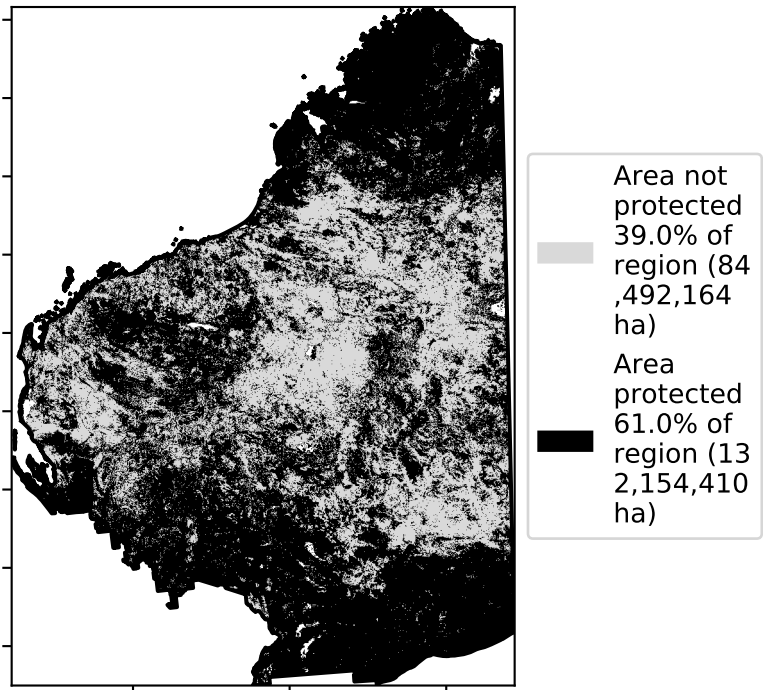 Area not
protected
39.0% of
region (84
,492,164
ha)
Area
protected
61.0% of
region (13
2,154,410
ha)